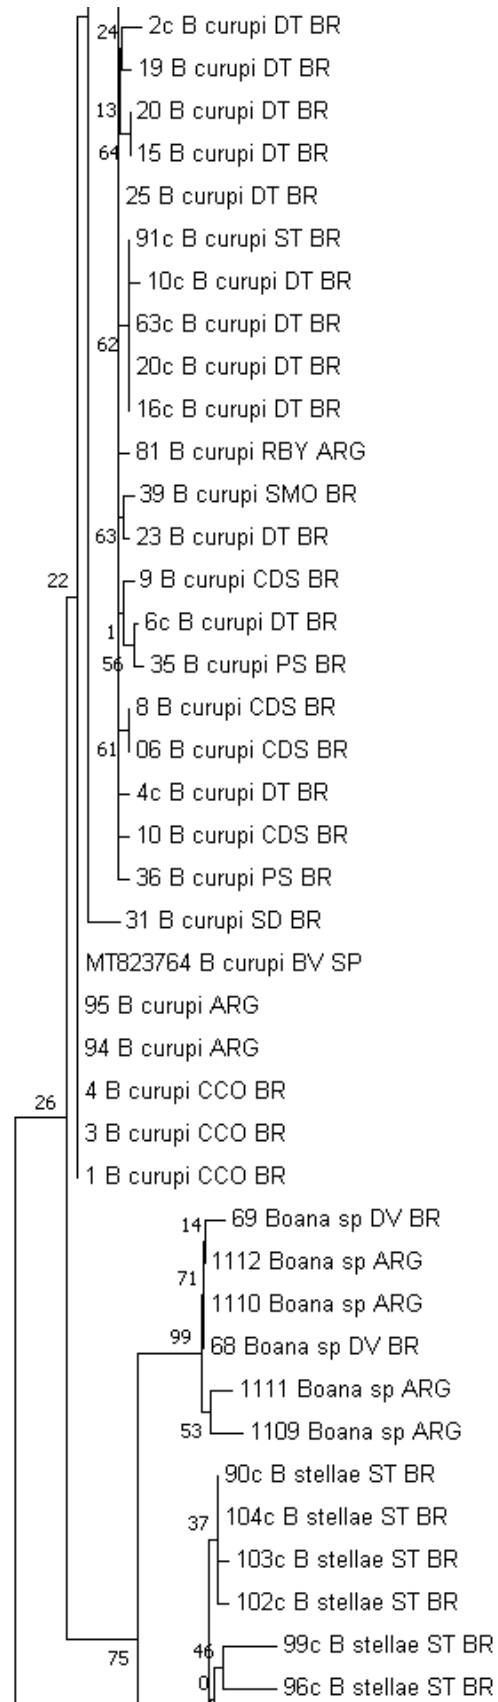 24
2c B curupi DT BR
19 B curupi DT BR
13
20 B curupi DT BR
64
15 B curupi DT BR
25 B curupi DT BR
91c B curupi ST BR
10c B curupi DT BR
63c B curupi DT BR
62
20c B curupi DT BR
16c B curupi DT BR
81 B curupi RBY ARG
39 B curupi SMO BR
63
23 B curupi DT BR
22
9 B curupi CDS BR
1
6c B curupi DT BR
56
35 B curupi PS BR
8 B curupi CDS BR
61
06 B curupi CDS BR
4c B curupi DT BR
10 B curupi CDS BR
36 B curupi PS BR
31 B curupi SD BR
MT823764 B curupi BV SP
95 B curupi ARG
94 B curupi ARG
4 B curupi CCO BR
26
3 B curupi CCO BR
1 B curupi CCO BR
14
69 Boana sp DV BR
1112 Boana sp ARG
71
1110 Boana sp ARG
99
68 Boana sp DV BR
1111 Boana sp ARG
53
1109 Boana sp ARG
90c B stellae ST BR
37
104c B stellae ST BR
103c B stellae ST BR
102c B stellae ST BR
46
99c B stellae ST BR
75
0
96c B stellae ST BR